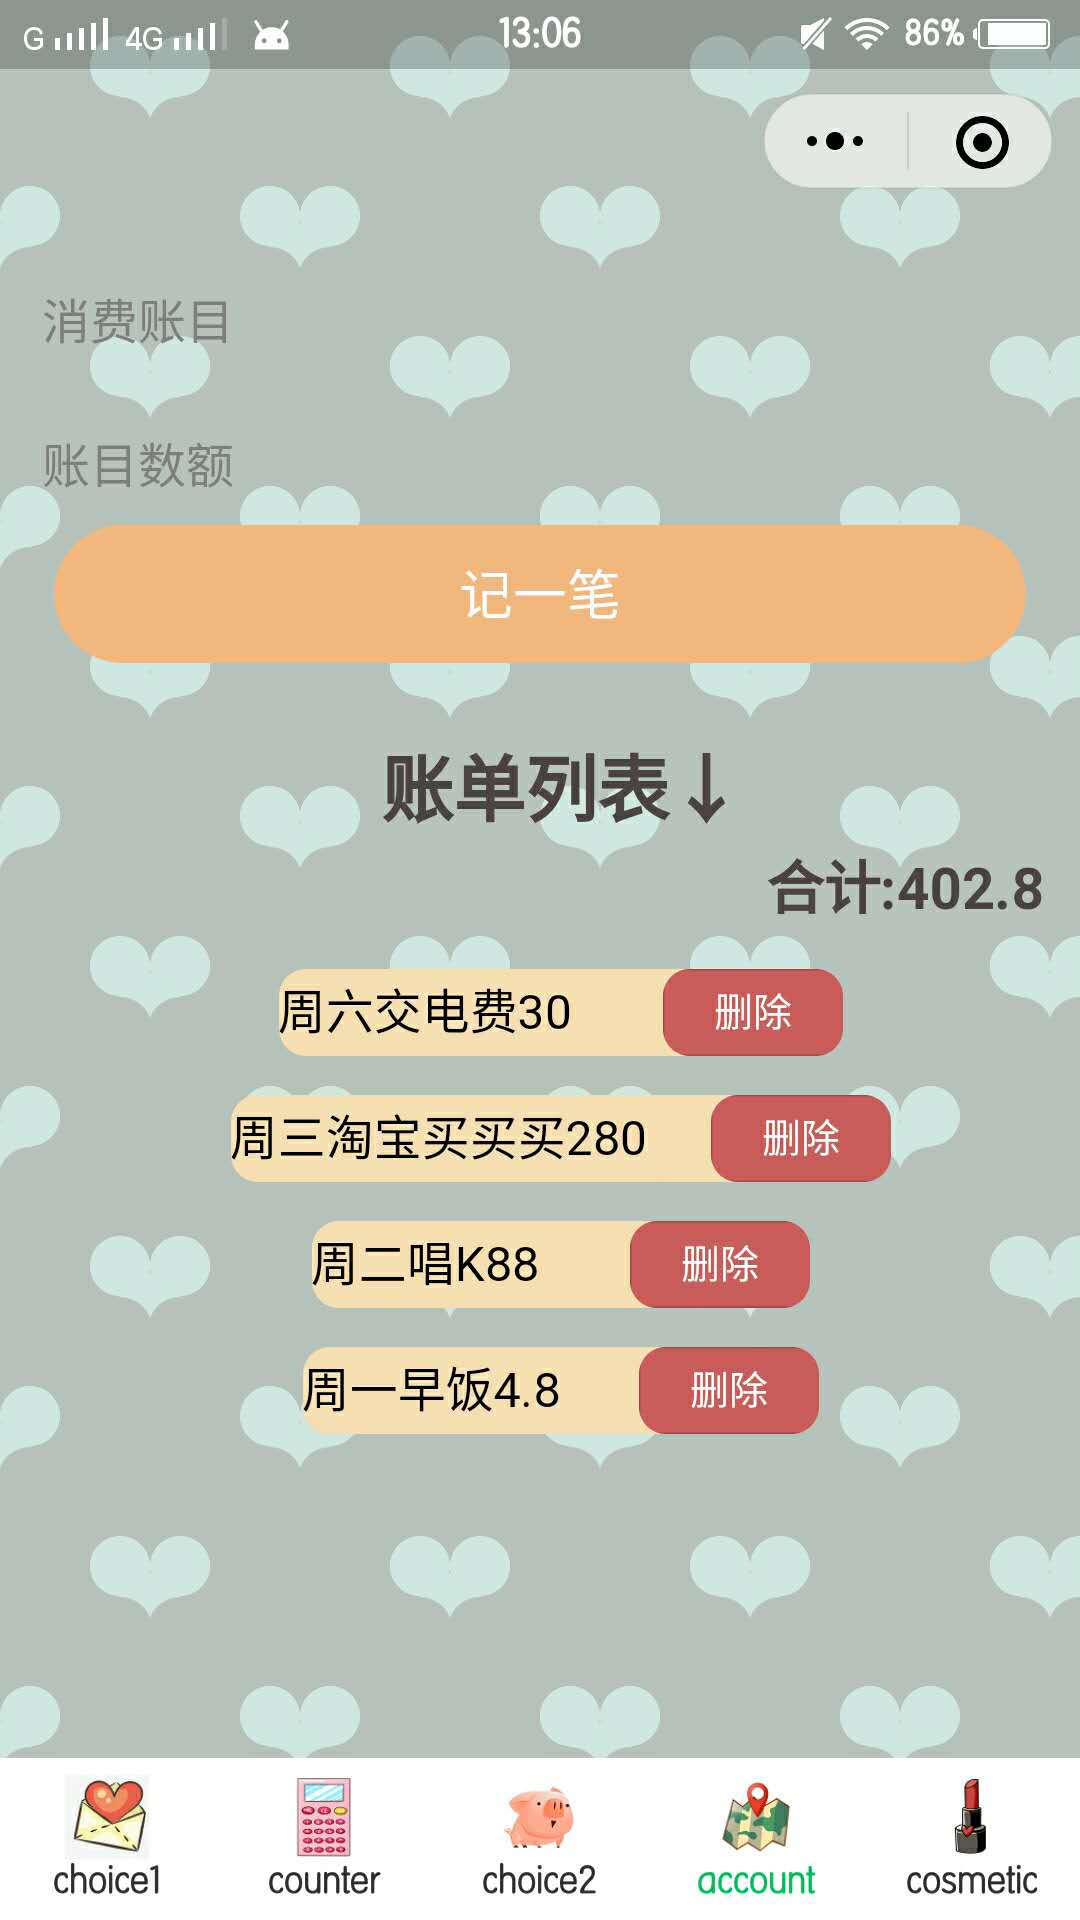 G 4G 13:06 86%
消费账目
账目数额
记一笔
账单列表↓
合计:402.8
周六交电费30 删除
周三淘宝买买买280 删除
周二唱K88 删除
周一早饭4.8 删除
choice1 counter choice2 account cosmetic